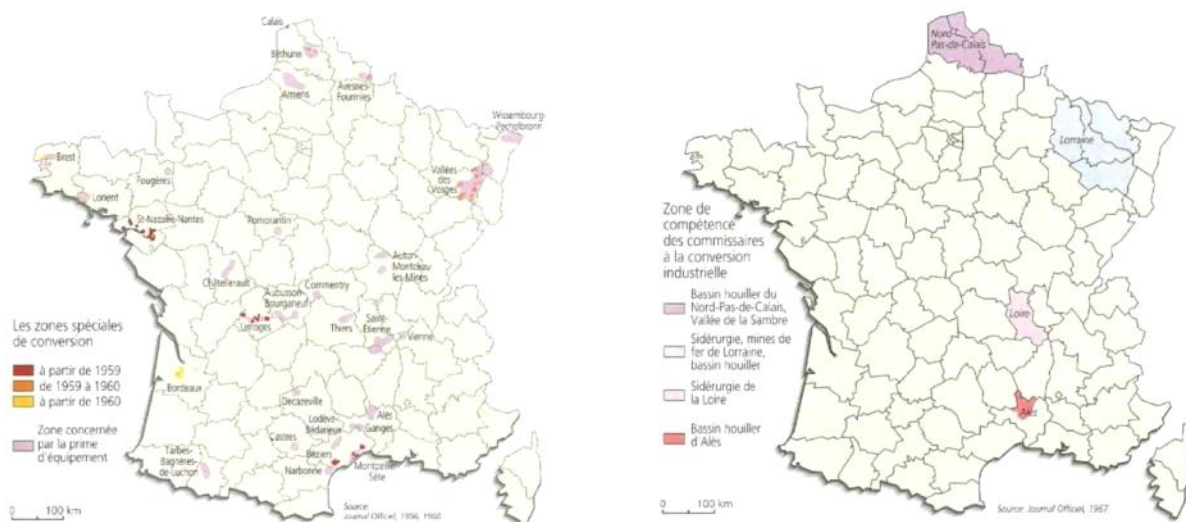 Calais
Béthune
Amiens
Avesnes-
Fourmies
Wissembourg-
Pechelbronn
Brest
Fougères
Vallées
des
Vosges
Lorient
St-Nazaire-Nantes
Romorantin
Autun-
Montceau
les-Mines
Châtellerault
Commentry
Aubusson-
Bourganeuf
Limoges
Thiers
Saint-
Etienne
Vienne
Les zones spéciales
de conversion
à partir de 1959
de 1959 à 1960
à partir de 1960
Zone concernée
par la prime
d'équipement
Bordeaux
Decazeville
Alès
Ganges
Lodève-
Bédarieux
Castres
Bézien
Narbonne
Montpellier-
Sète
Tarbes-
Bagnères-
de-Luchon
0 100 km
Source:
Journal Officiel, 1956, 1960.
Nord-
Pas-de-Calais
Lorraine
Loire
Alès
Zone de
compétence
des commissaires
à la conversion
industrielle
Bassin houiller du
Nord-Pas-de-Calais,
Vallée de la Sambre
Sidérurgie, mines de
fer de Lorraine,
bassin houiller
Sidérurgie de
la Loire
Bassin houiller
d'Alès
0 100 km
Source: Journal Officiel, 1967.